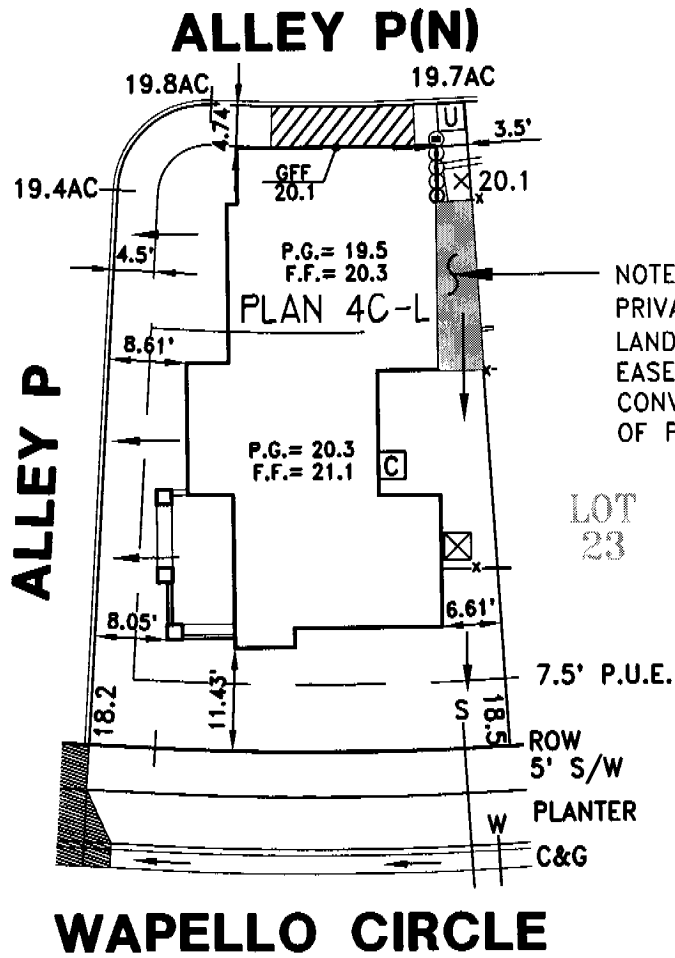 ALLEY P(N)
19.8AC
19.7AC
4.74'
U
3.5'
GFF
20.1
20.1
19.4AC
4.5'
P.G.= 19.5
F.F.= 20.3
PLAN 4C-L
NOTE
PRIVA
LAND
EASE
CONV
OF P
8.61'
ALLEY P
P.G.= 20.3
F.F.= 21.1
C
LOT
23
x
8.05'
6.61'
11.43'
7.5' P.U.E.
18.2
S
18.5
ROW
5' S/W
PLANTER
W
C&G
WAPELLO CIRCLE